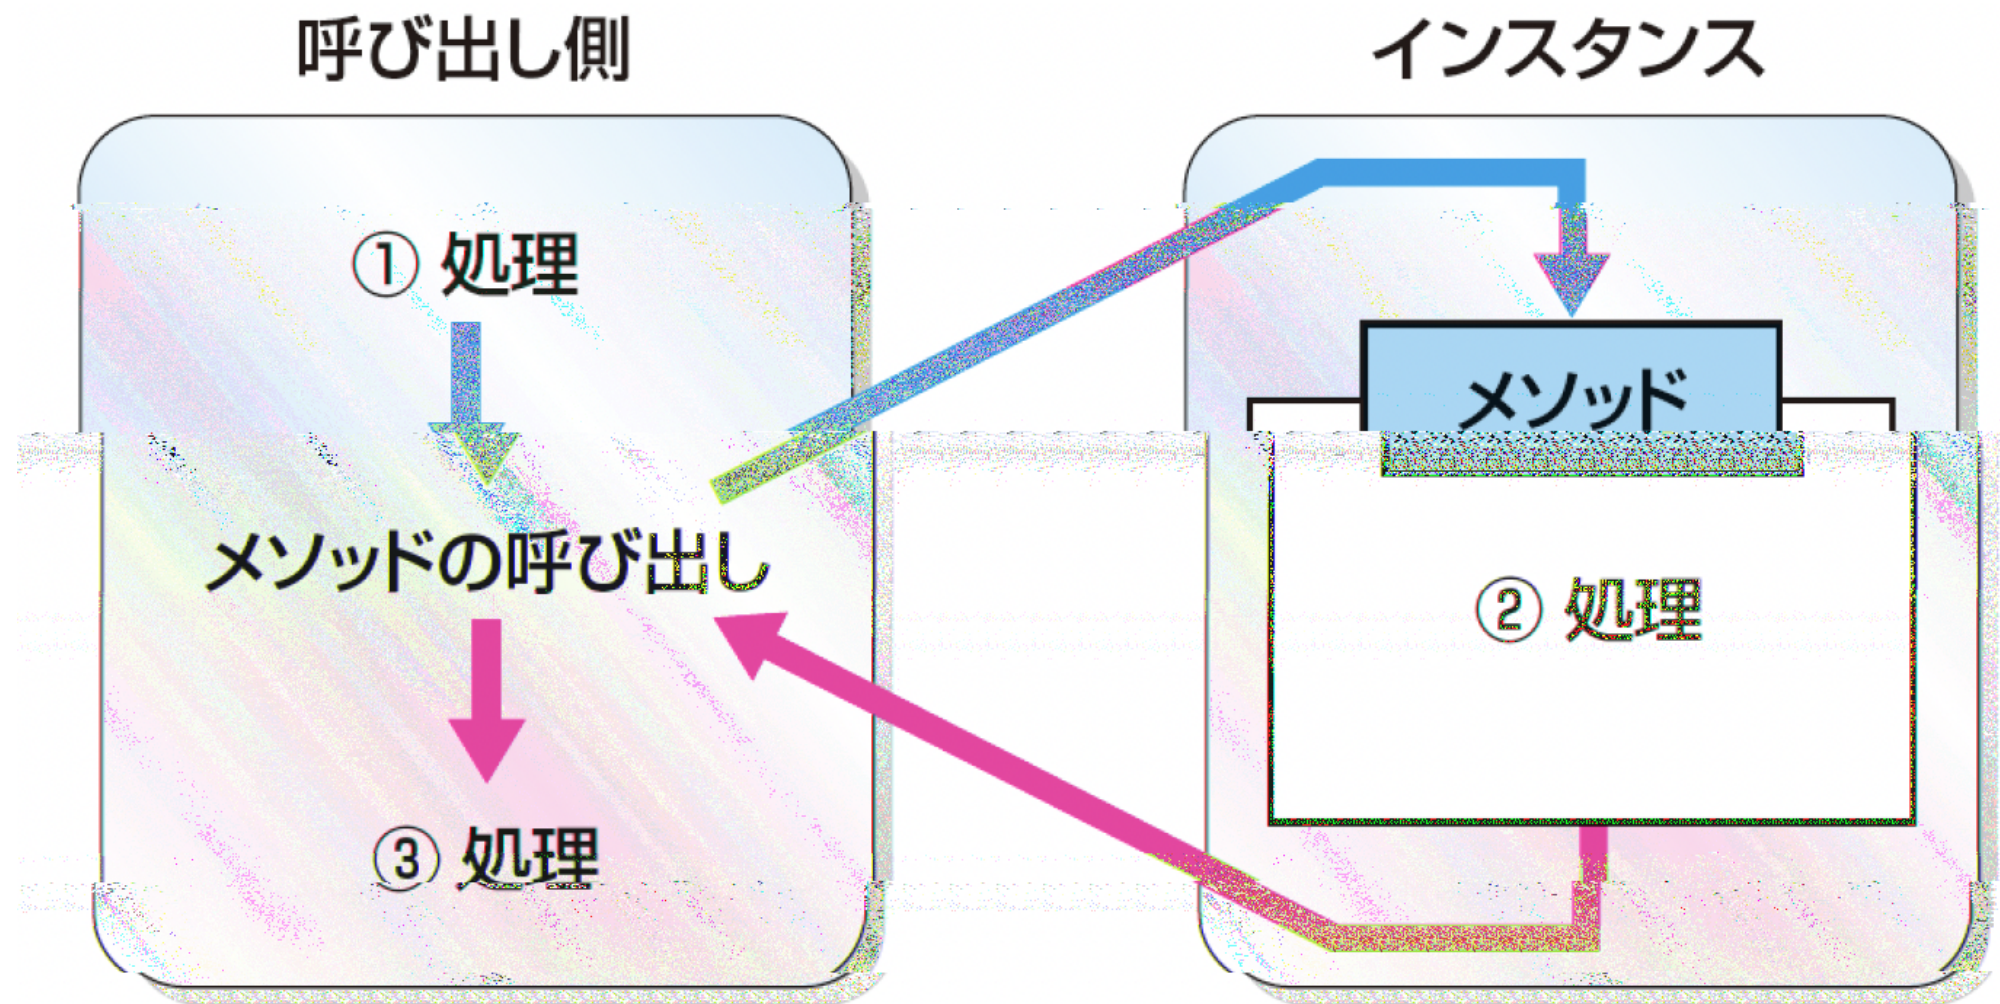 呼び出し側
インスタンス
① 処理
メソッドの呼び出し
③ 処理
メソッド
② 処理